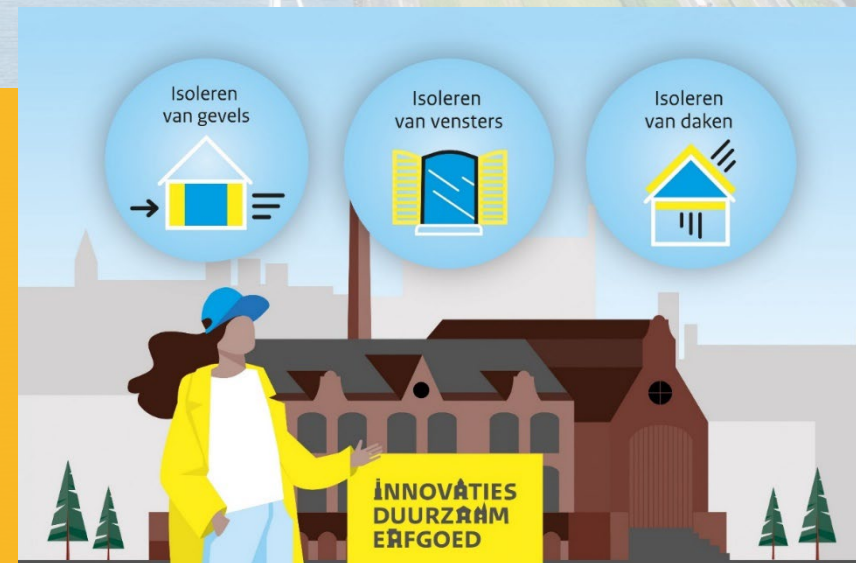 Isoleren
van gevels
Isoleren
van vensters
Isoleren
van daken
INNOVATIES
DUURZAAM
ERFGOED